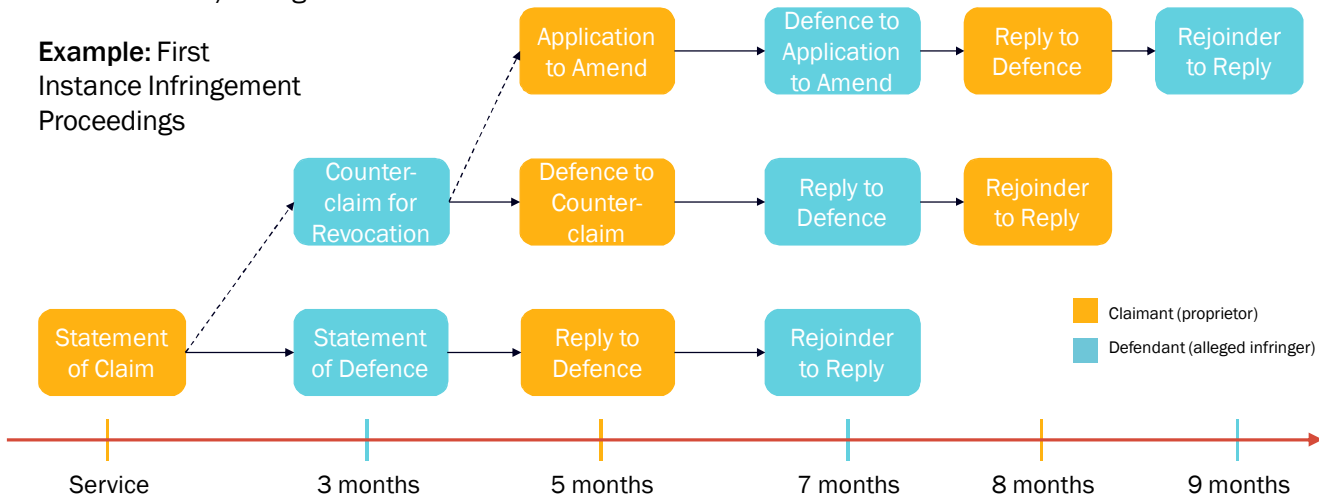 Example: First
Instance Infringement
Proceedings
Application
to Amend
Defence to
Application
to Amend
Reply to
Defence
Rejoinder
to Reply
Counter-
claim for
Revocation
Defence to
Counter-
claim
Reply to
Defence
Rejoinder
to Reply
Statement
of Claim
Statement
of Defence
Reply to
Defence
Rejoinder
to Reply
Claimant (proprietor)
Defendant (alleged infringer)
Service
3 months
5 months
7 months
8 months
9 months